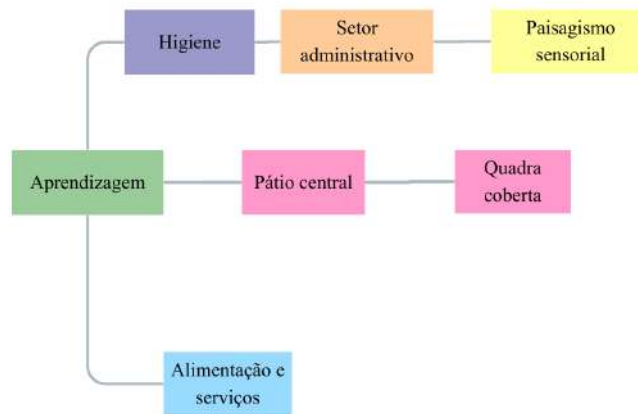 Higiene
Setor
administrativo
Paisagismo
sensorial
Aprendizagem
Pátio central
Quadra
coberta
Alimentação e
serviços